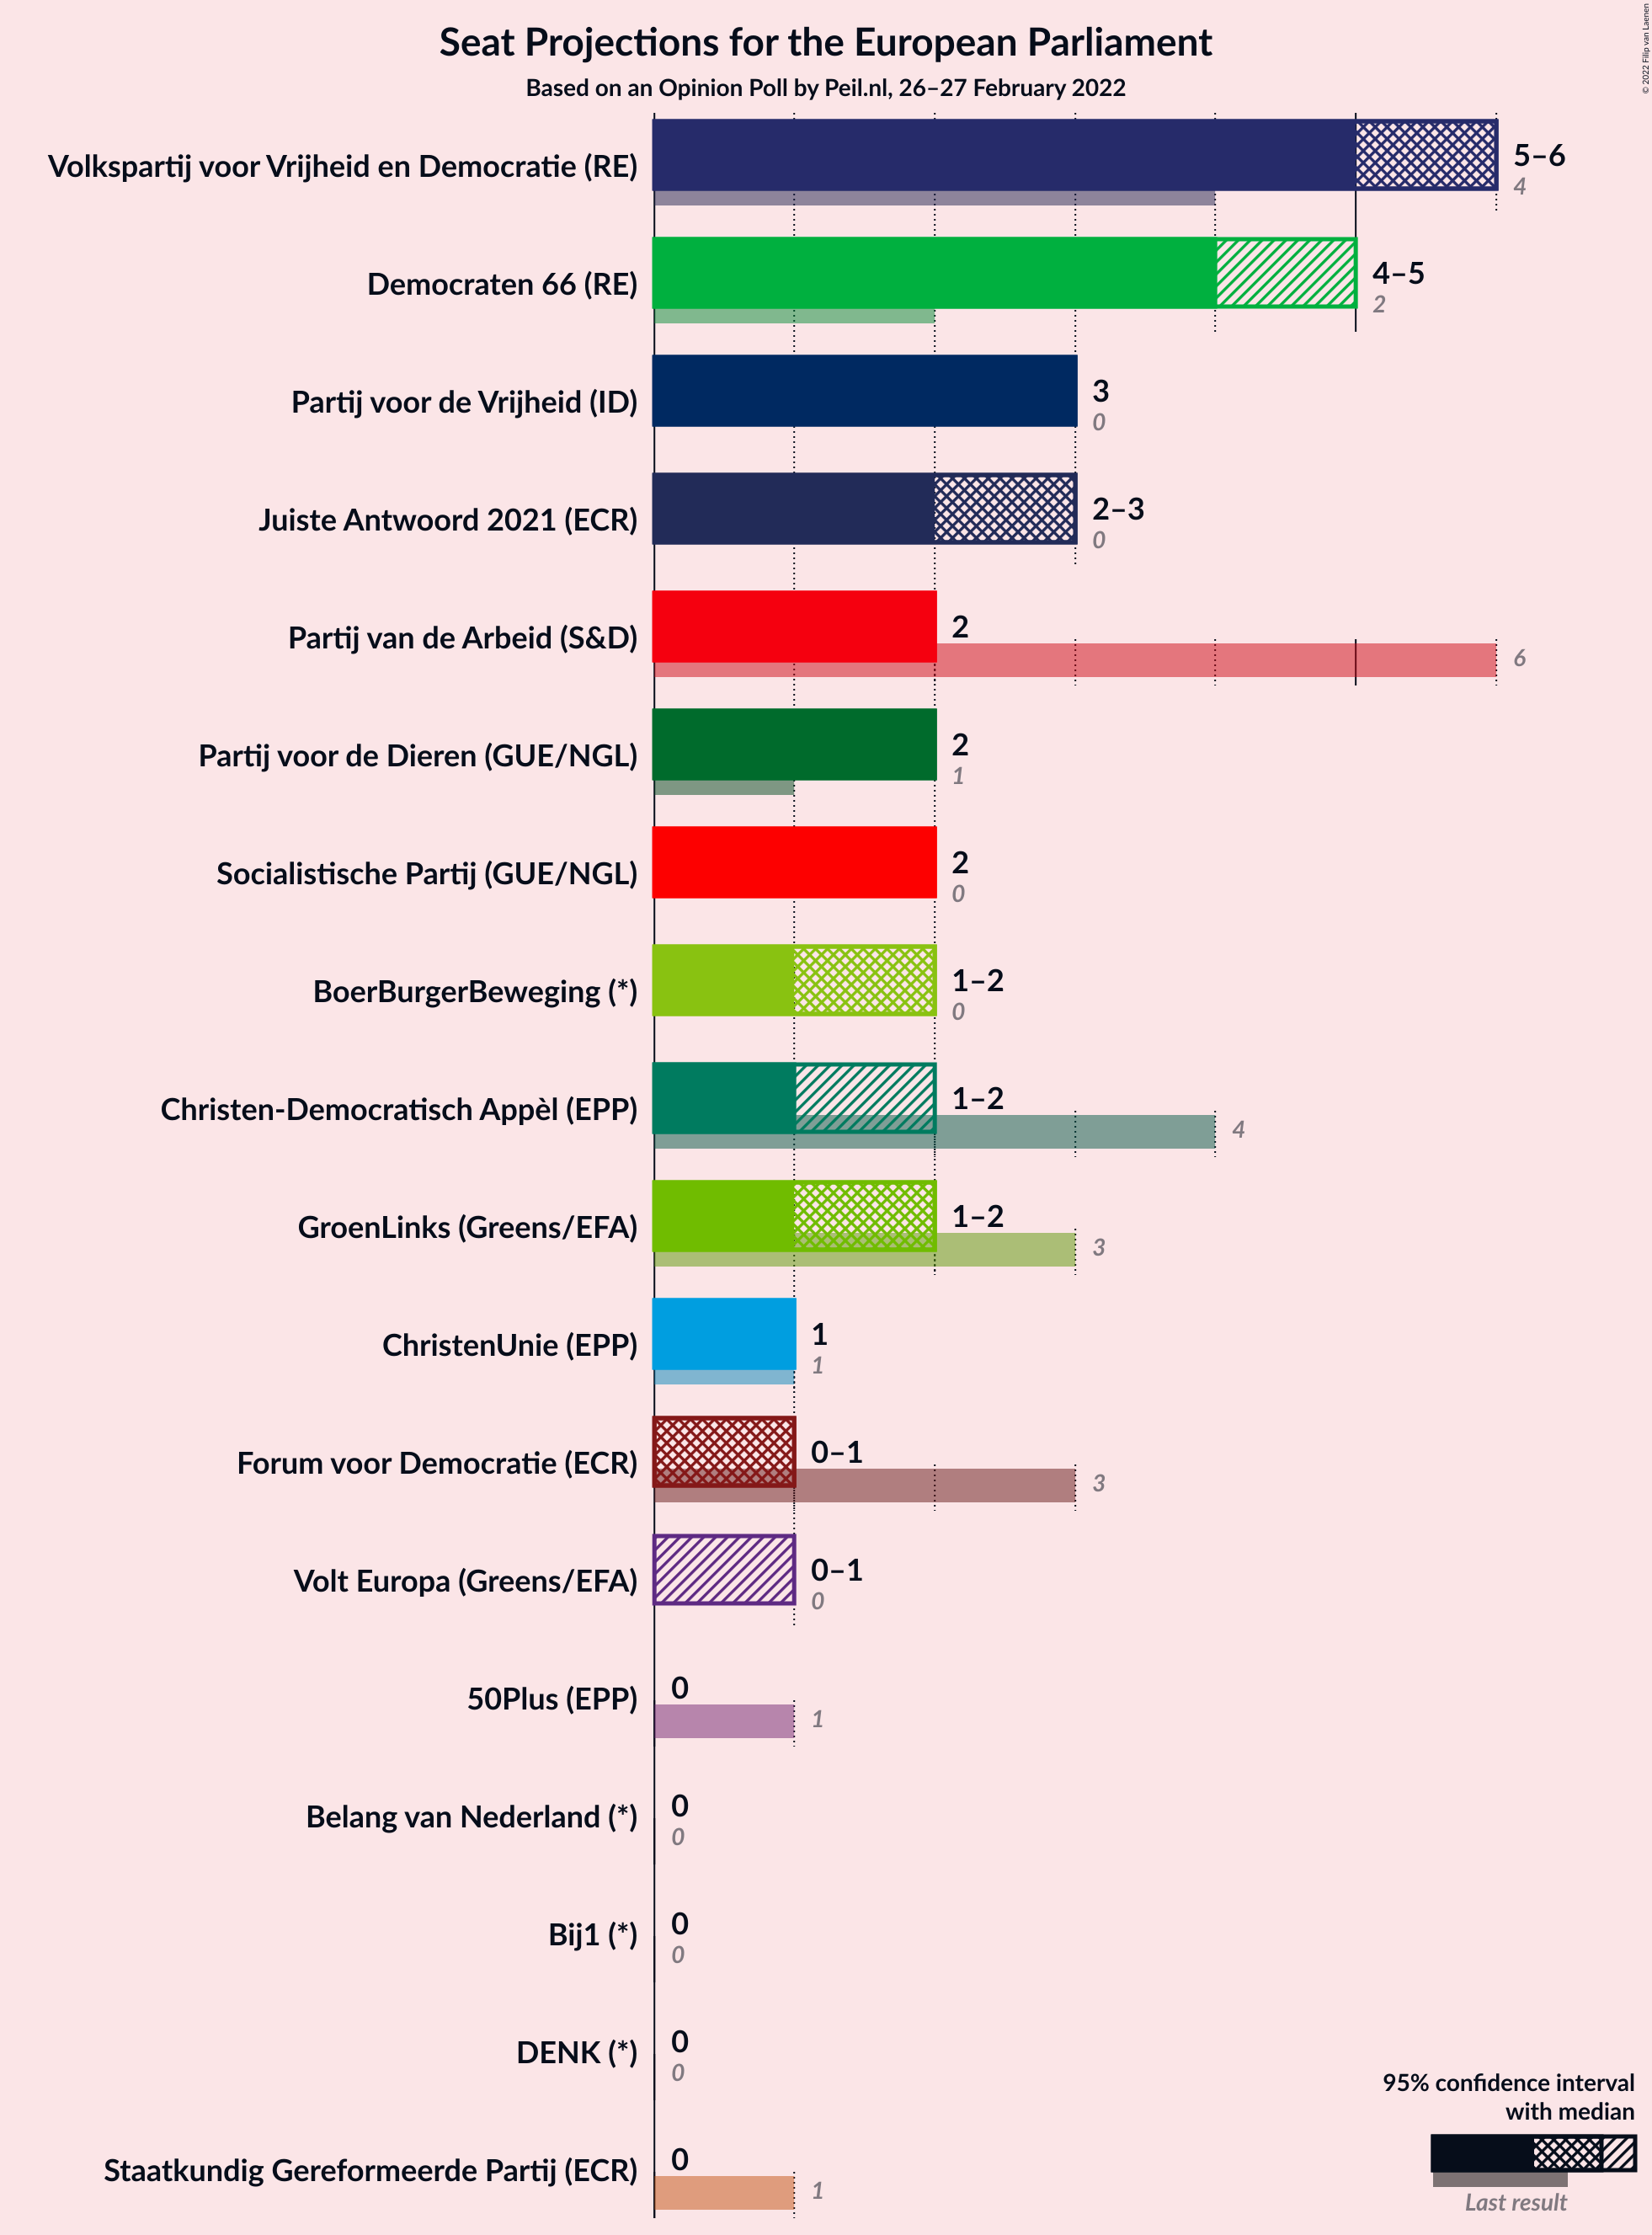 Seat Projections for the European Parliament
Based on an Opinion Poll by Peil.nl, 26–27 February 2022
© 2022 Filip van Laenen
Volkspartij voor Vrijheid en Democratie (RE)
5–6
4
Democraten 66 (RE)
4–5
2
Partij voor de Vrijheid (ID)
3
0
Juiste Antwoord 2021 (ECR)
2–3
0
Partij van de Arbeid (S&D)
2
6
Partij voor de Dieren (GUE/NGL)
2
1
Socialistische Partij (GUE/NGL)
2
0
BoerBurgerBeweging (*)
1–2
0
Christen-Democratisch Appèl (EPP)
1–2
4
GroenLinks (Greens/EFA)
1–2
3
ChristenUnie (EPP)
1
1
Forum voor Democratie (ECR)
0–1
3
Volt Europa (Greens/EFA)
0–1
0
50Plus (EPP)
0
1
Belang van Nederland (*)
0
0
Bij1 (*)
0
0
DENK (*)
0
0
Staatkundig Gereformeerde Partij (ECR)
0
1
95% confidence interval
with median
Last result